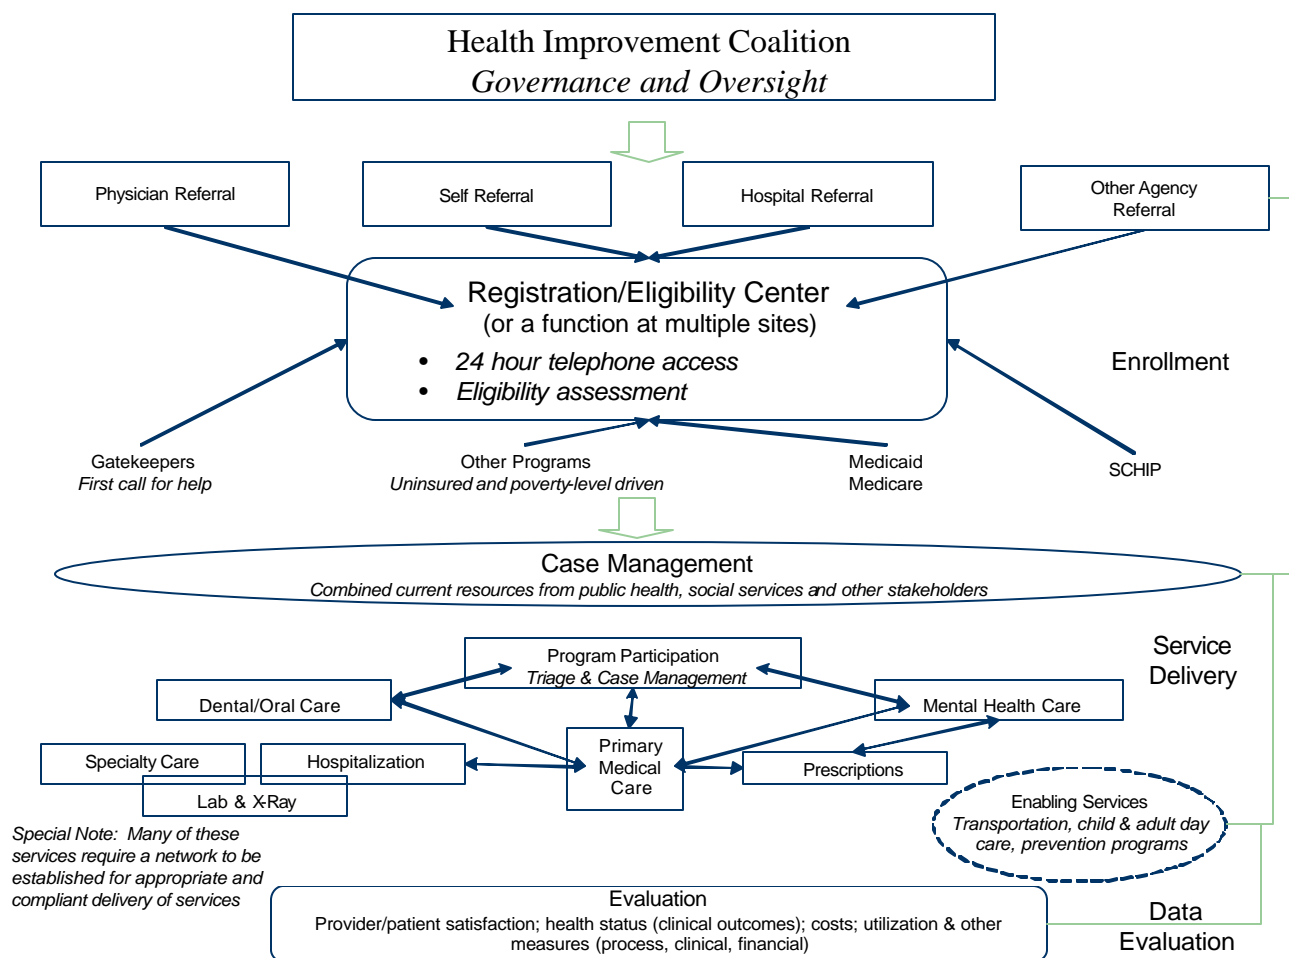 Health Improvement Coalition
Governance and Oversight
Physician Referral
Self Referral
Hospital Referral
Other Agency
Referral
Registration/Eligibility Center
(or a function at multiple sites)
• 24 hour telephone access
• Eligibility assessment
Enrollment
Gatekeepers
First call for help
Other Programs
Uninsured and poverty-level driven
Medicaid
Medicare
SCHIP
Case Management
Combined current resources from public health, social services and other stakeholders
Service
Delivery
Program Participation
Triage & Case Management
Dental/Oral Care
Mental Health Care
Specialty Care
Hospitalization
Primary
Medical
Care
Prescriptions
Lab & X-Ray
Enabling Services
Transportation, child & adult day
care, prevention programs
Special Note: Many of these
services require a network to be
established for appropriate and
compliant delivery of services
Evaluation
Provider/patient satisfaction; health status (clinical outcomes); costs; utilization & other
measures (process, clinical, financial)
Data
Evaluation